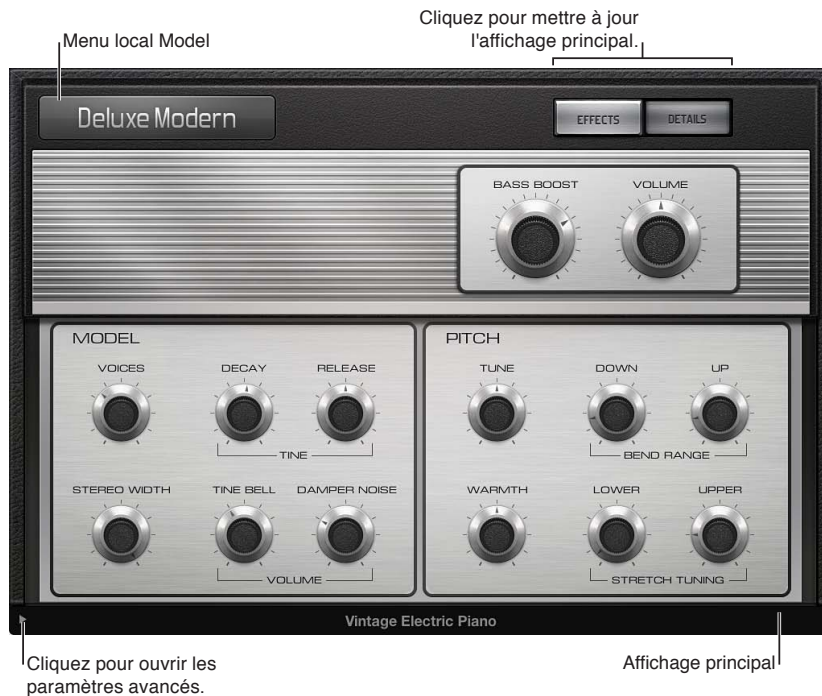 Cliquez pour mettre à jour
l'affichage principal.
Menu local Model
Deluxe Modern
EFFECTS
DETAILS
BASS BOOST
VOLUME
MODEL
VOICES
DECAY
RELEASE
TINE
STEREO WIDTH
TINE BELL
DAMPER NOISE
VOLUME
PITCH
TUNE
DOWN
UP
BEND RANGE
WARMTH
LOWER
UPPER
STRETCH TUNING
Vintage Electric Piano
Cliquez pour ouvrir les
paramètres avancés.
Affichage principal